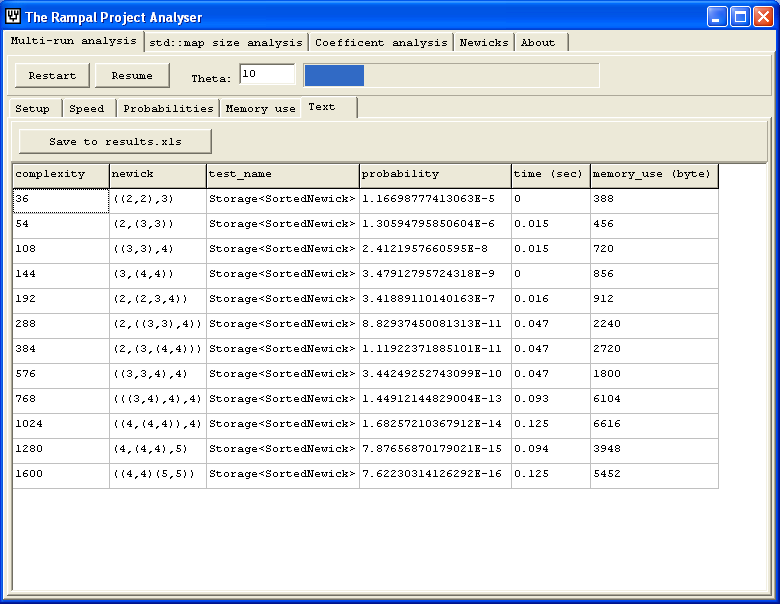 The Rampal Project Analyser
Multi-run analysis std::map size analysis Coefficent analysis Newicks About
Restart Resume Theta: 10
Setup Speed Probabilities Memory use Text
Save to results.xls
complexity newick test_name probability time (sec) memory_use (byte)
36 ((2,2),3) Storage<SortedNewick> 1.16698777413063E-5 0 388
54 (2,(3,3)) Storage<SortedNewick> 1.30594795850604E-6 0.015 456
108 ((3,3),4) Storage<SortedNewick> 2.4121957660595E-8 0.015 720
144 (3,(4,4)) Storage<SortedNewick> 3.47912795724318E-9 0 856
192 (2,(2,3,4)) Storage<SortedNewick> 3.41889110140163E-7 0.016 912
288 (2,((3,3),4)) Storage<SortedNewick> 8.82937450081313E-11 0.047 2240
384 (2,(3,(4,4))) Storage<SortedNewick> 1.11922371885101E-11 0.047 2720
576 ((3,3,4),4) Storage<SortedNewick> 3.44249252743099E-10 0.047 1800
768 (((3,4),4),4) Storage<SortedNewick> 1.44912144829004E-13 0.093 6104
1024 ((4,(4,4)),4) Storage<SortedNewick> 1.68257210367912E-14 0.125 6616
1280 (4,(4,4),5) Storage<SortedNewick> 7.87656870179021E-15 0.094 3948
1600 ((4,4)(5,5)) Storage<SortedNewick> 7.62230314126292E-16 0.125 5452